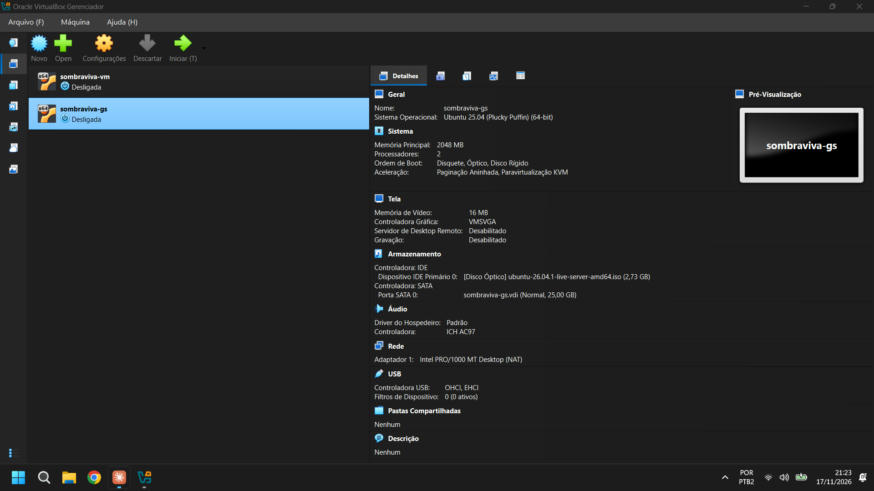 Oracle VirtualBox Gerenciador
Arquivo (F) Máquina Ajuda (H)
Novo Open Configurações Descartar Iniciar (T)
sombraviva-vm
Desligada
sombraviva-gs
Desligada
Detalhes
Geral
Nome: sombraviva-gs
Sistema Operacional: Ubuntu 25.04 (Plucky Puffin) (64-bit)
Sistema
Memória Principal: 2048 MB
Processadores: 2
Ordem de Boot: Disquete, Óptico, Disco Rígido
Aceleração: Paginação Aninhada, Paravirtualização KVM
Pré-Visualização
sombraviva-gs
Tela
Memória de Vídeo: 16 MB
Controladora Gráfica: VMSVGA
Servidor de Desktop Remoto: Desabilitado
Gravação: Desabilitado
Armazenamento
Controladora: IDE
Dispositivo IDE Primário 0: [Disco Óptico] ubuntu-26.04.1-live-server-amd64.iso (2,73 GB)
Controladora: SATA
Porta SATA 0: sombraviva-gs.vdi (Normal, 25,00 GB)
Áudio
Driver do Hospedeiro: Padrão
Controladora: ICH AC97
Rede
Adaptador 1: Intel PRO/1000 MT Desktop (NAT)
USB
Controladora USB: OHCI, EHCI
Filtros de Dispositivo: 0 (0 ativos)
Pastas Compartilhadas
Nenhum
Descrição
Nenhum
POR
PTB2
21:23
17/11/2026